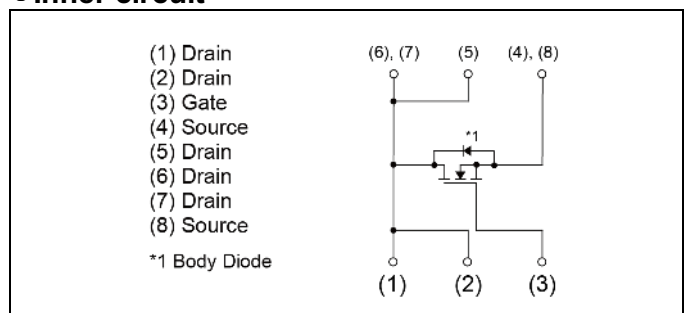 Inner circuit
(1) Drain
(2) Drain
(3) Gate
(4) Source
(5) Drain
(6) Drain
(7) Drain
(8) Source
*1 Body Diode
(6), (7) (5) (4), (8)
*1
(1) (2) (3)